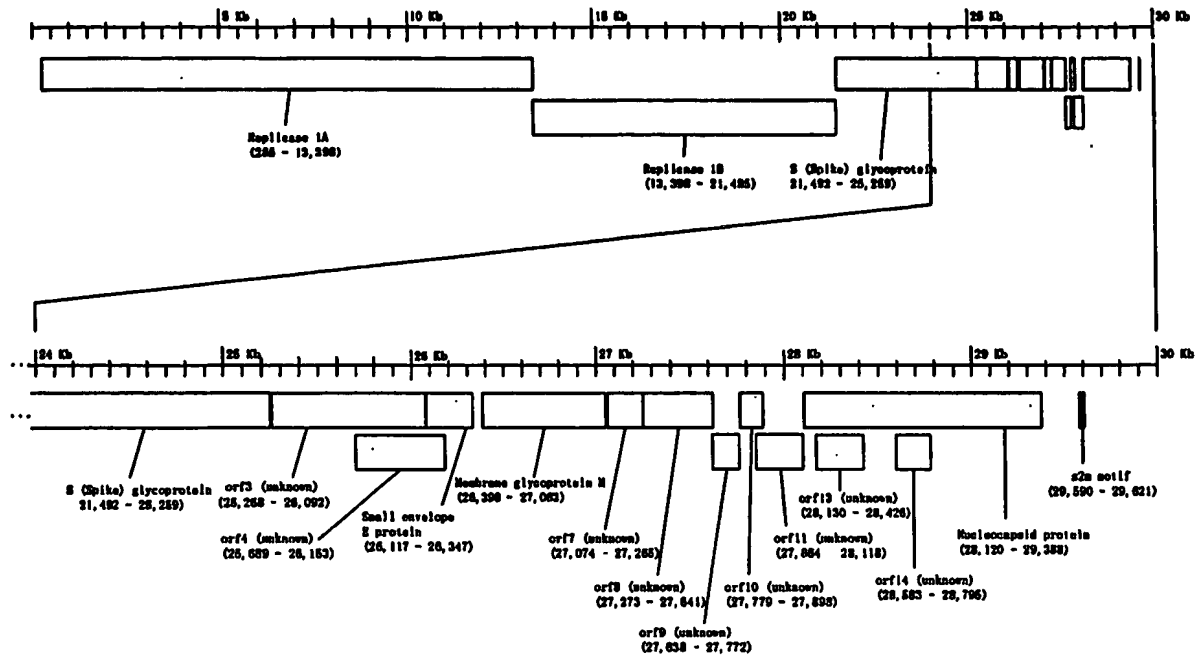 5 Kb
10 Kb
15 Kb
20 Kb
25 Kb
30 Kb
Replicase 1A
(265 - 13,398)
Replicase 1B
(13,398 - 21,485)
S (Spike) glycoprotein
21,492 - 25,259)
24 Kb
25 Kb
26 Kb
27 Kb
28 Kb
29 Kb
30 Kb
...
...
S (Spike) glycoprotein
21,492 - 25,259)
orf3 (unknown)
(25,268 - 26,092)
orf4 (unknown)
(25,689 - 26,153)
Small envelope
E protein
(26,117 - 26,347)
Membrane glycoprotein M
(26,398 - 27,063)
orf7 (unknown)
(27,074 - 27,265)
orf8 (unknown)
(27,273 - 27,641)
orf9 (unknown)
(27,638 - 27,772)
orf10 (unknown)
(27,779 - 27,898)
orf11 (unknown)
(27,864 28,118)
orf13 (unknown)
(28,130 - 28,426)
orf14 (unknown)
(28,583 - 28,795)
Nucleocapsid protein
(28,120 - 29,388)
s2m motif
(29,590 - 29,621)